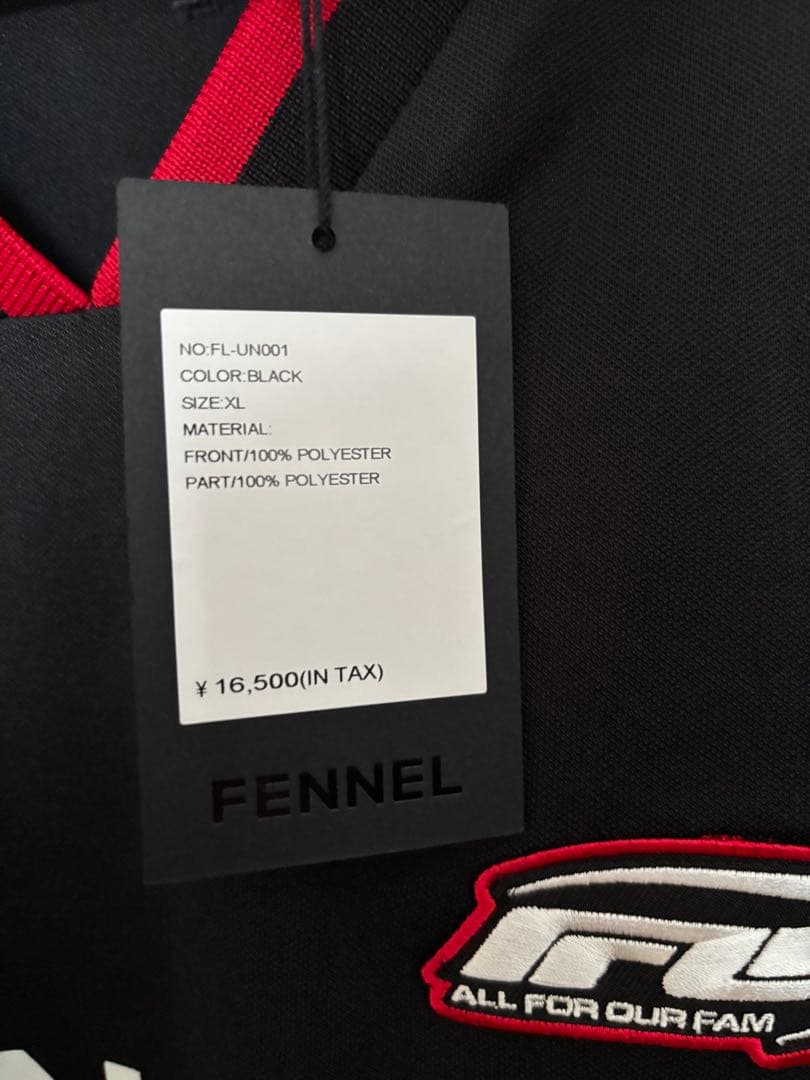 NO:FL-UN001
COLOR:BLACK
SIZE:XL
MATERIAL:
FRONT/100% POLYESTER
PART/100% POLYESTER
¥ 16,500(IN TAX)
FENNEL
ALL FOR OUR FAM